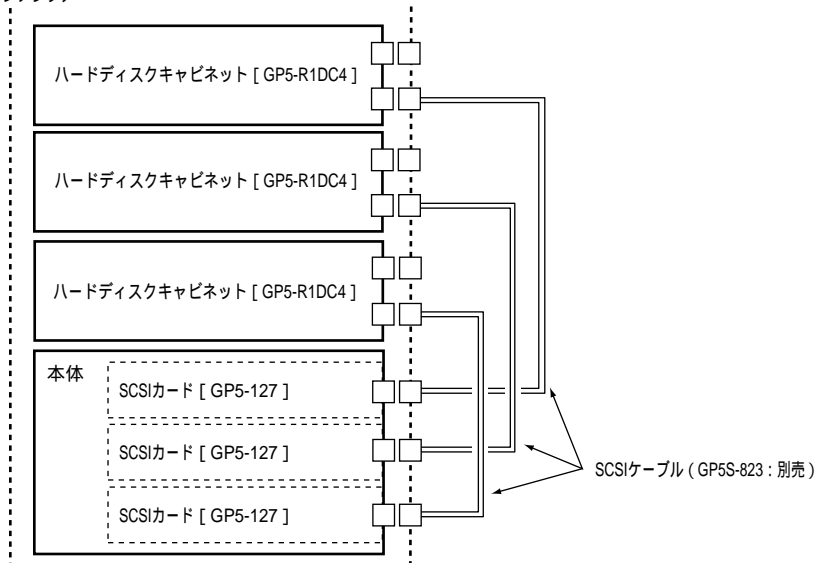 ハードディスクキャビネット [ GP5-R1DC4 ]
ハードディスクキャビネット [ GP5-R1DC4 ]
ハードディスクキャビネット [ GP5-R1DC4 ]
本体
SCSIカード [ GP5-127 ]
SCSIカード [ GP5-127 ]
SCSIカード [ GP5-127 ]
SCSIケーブル ( GP5S-823 : 別売 )